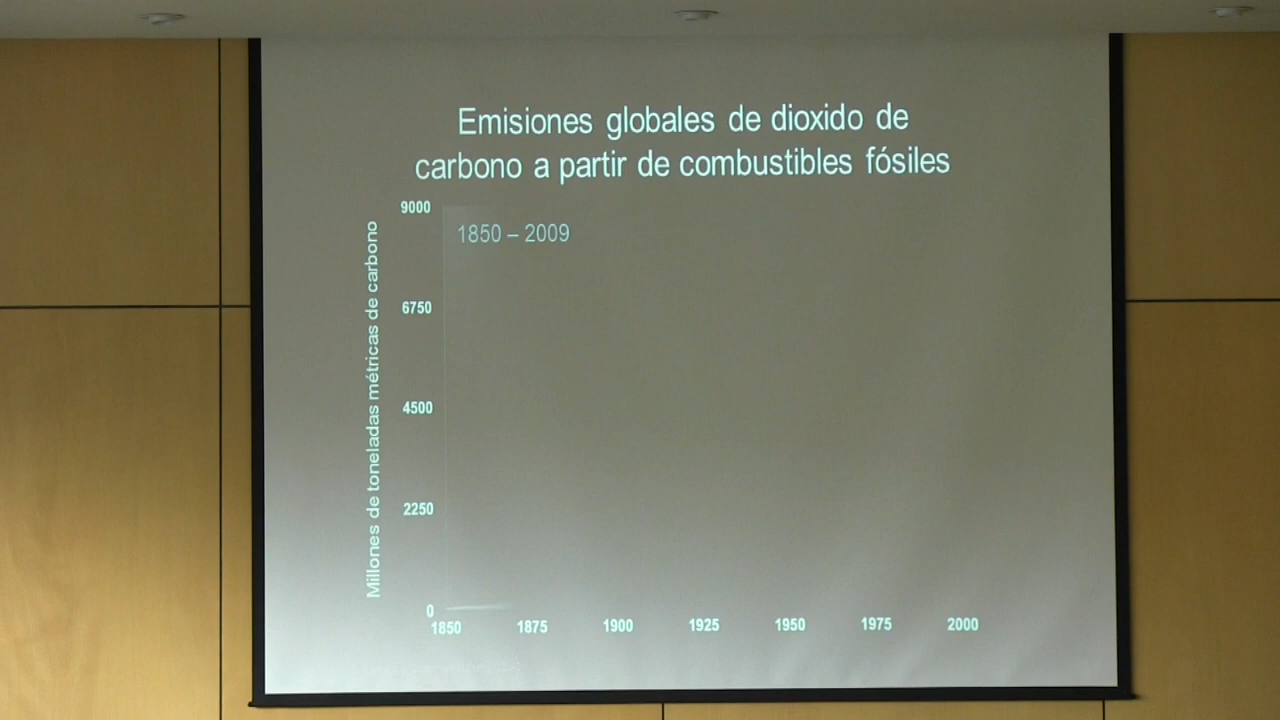 Emisiones globales de dioxido de
carbono a partir de combustibles fósiles
Millones de toneladas métricas de carbono
1850 – 2009
9000
6750
4500
2250
0
1850 1875 1900 1925 1950 1975 2000